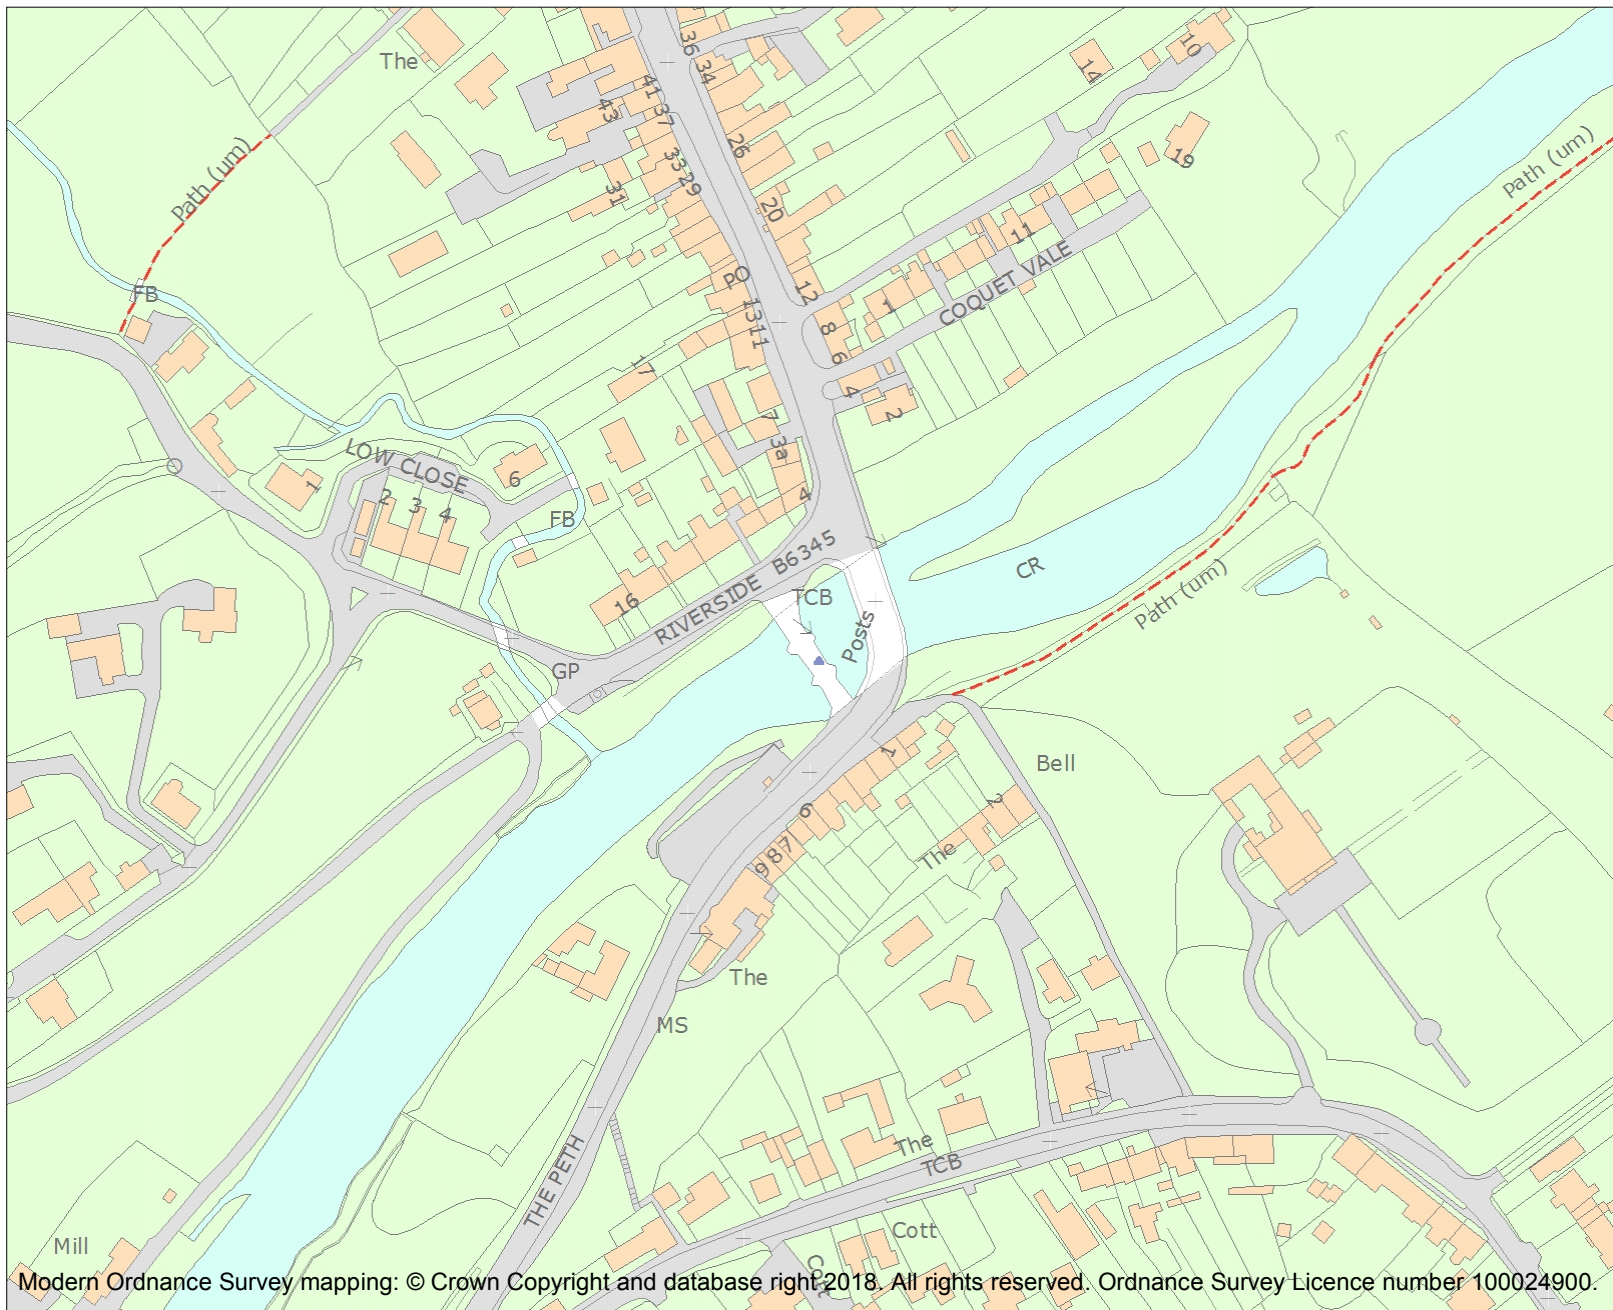 The
36
34
10
14
41
37
43
26
Path (um)
Path (um)
33
29
31
19
20
11
PO
COQUET VALE
FB
12
1
13
11
8
6
17
4
2
7
3a
LOW CLOSE
6
1
2
3
4
4
FB
RIVERSIDE B6345
CR
TCB
16
Posts
Path (um)
GP
1
Bell
2
6
The
9
8
7
The
MS
THE PETH
The
TCB
Cott
Mill
Cott
Modern Ordnance Survey mapping: © Crown Copyright and database right 2018. All rights reserved. Ordnance Survey Licence number 100024900.